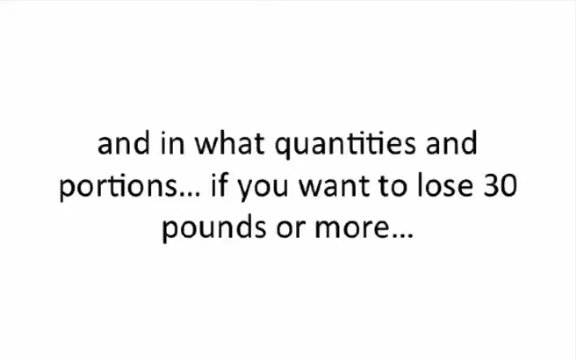 and in what quantities and
portions... if you want to lose 30
pounds or more...